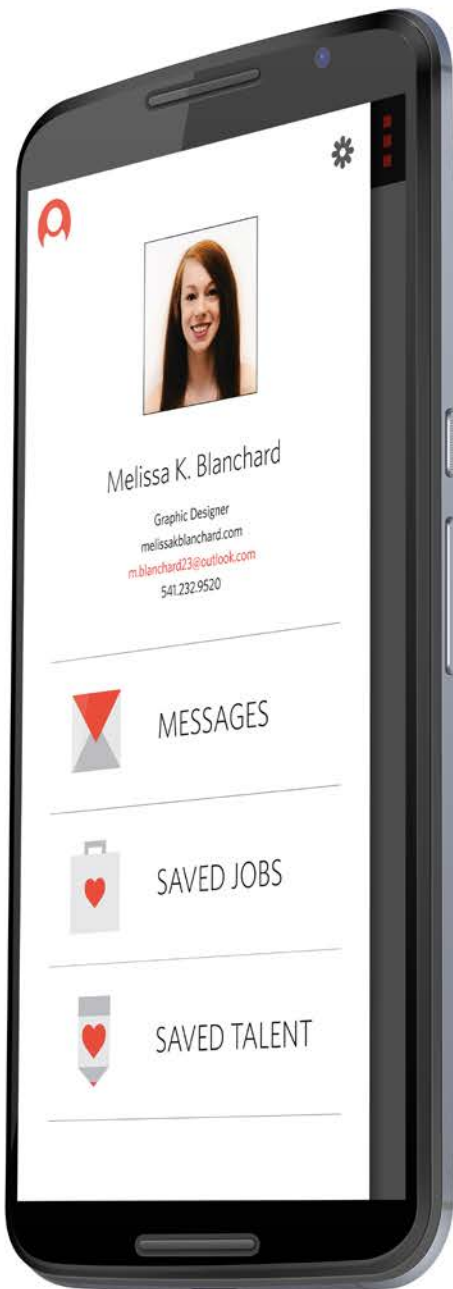 Melissa K. Blanchard
Graphic Designer
melissakblanchard.com
m.blanchard23@outlook.com
541.232.9520
MESSAGES
SAVED JOBS
SAVED TALENT